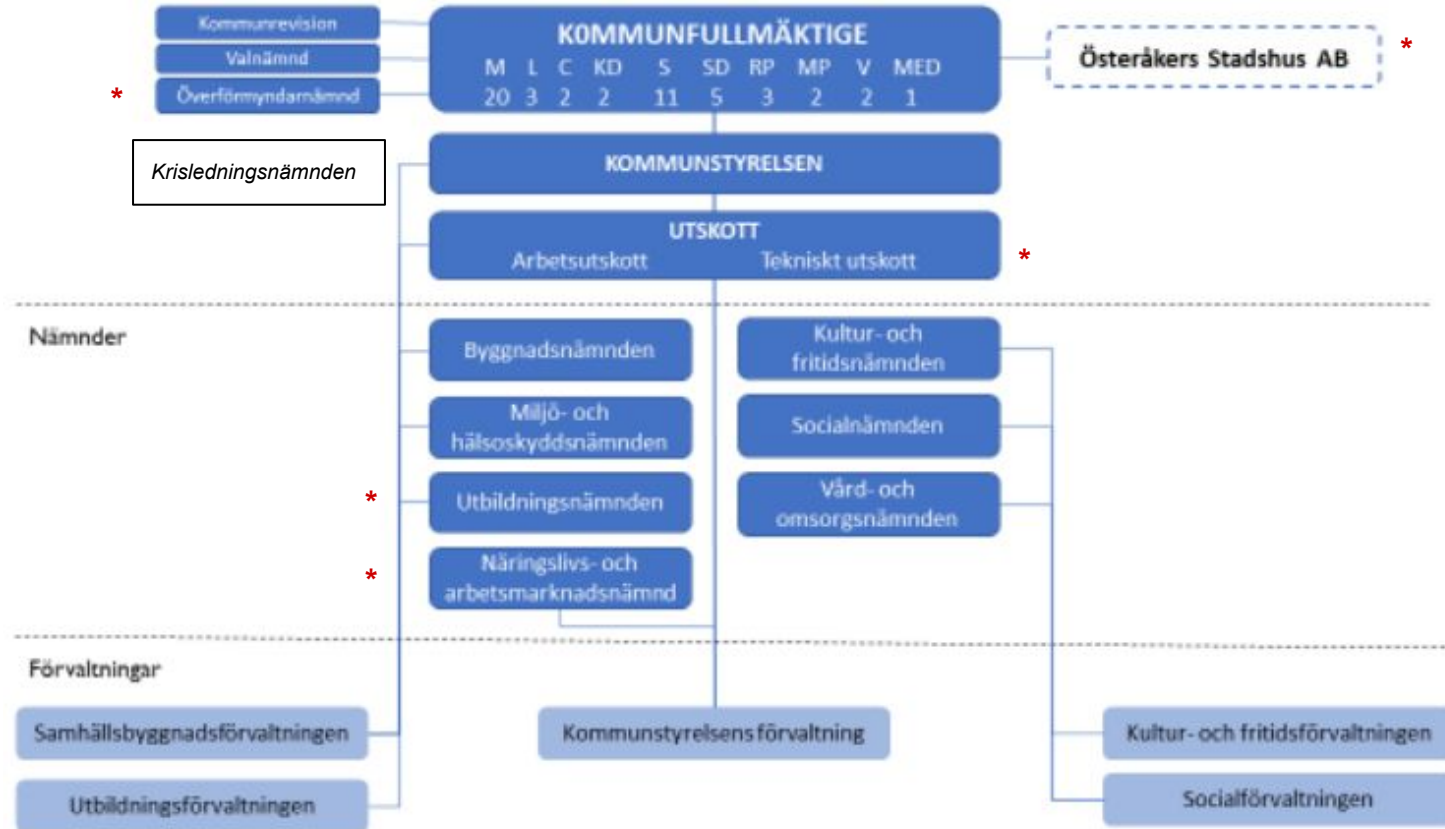 Kommunrevision
Valnämnd
* Överförmyndarnämnd
KOMMUNFULLMÄKTIGE
M L C KD S SD RP MP V MED
20 3 2 2 11 5 3 2 2 1
Österåkers Stadshus AB *
Krisledningsnämnden
KOMMUNSTYRELSEN
UTSKOTT
Arbetsutskott Tekniskt utskott *
Nämnder
Byggnadsnämnden
Miljö- och
hälsoskyddsnämnden
* Utbildningsnämnden
* Näringslivs- och
arbetsmarknadsnämnd
Kultur- och
fritidsnämnden
Socialnämnden
Vård- och
omsorgsnämnden
Förvaltningar
Samhällsbyggnadsförvaltningen
Utbildningsförvaltningen
Kommunstyrelsens förvaltning
Kultur- och fritidsförvaltningen
Socialförvaltningen